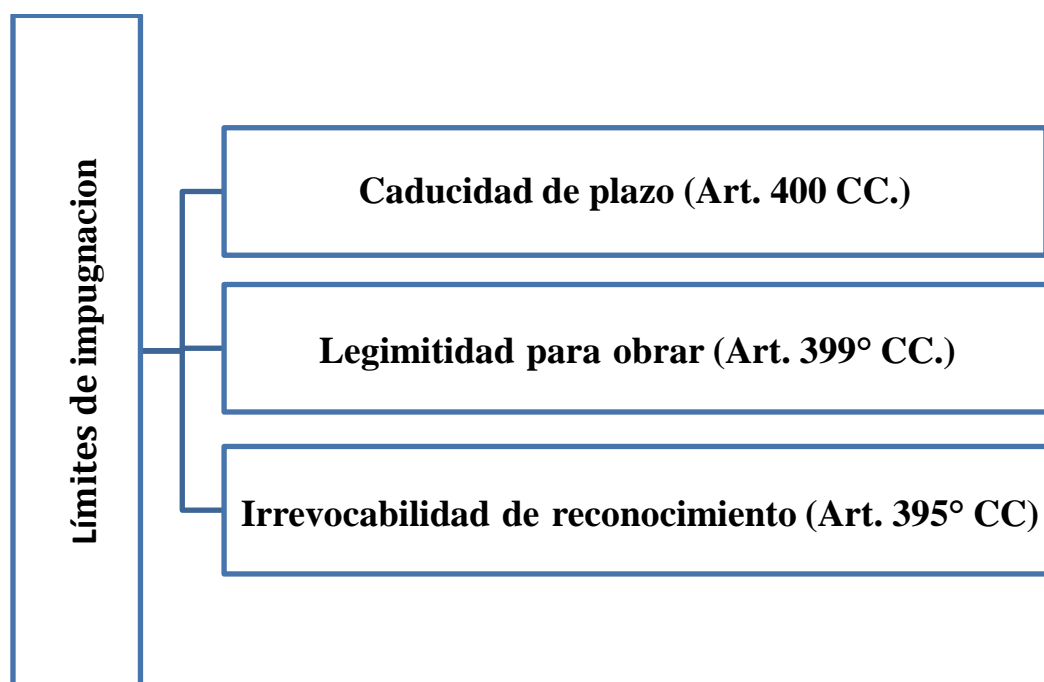 Límites de impugnacion
Caducidad de plazo (Art. 400 CC.)
Legimitidad para obrar (Art. 399° CC.)
Irrevocabilidad de reconocimiento (Art. 395° CC)